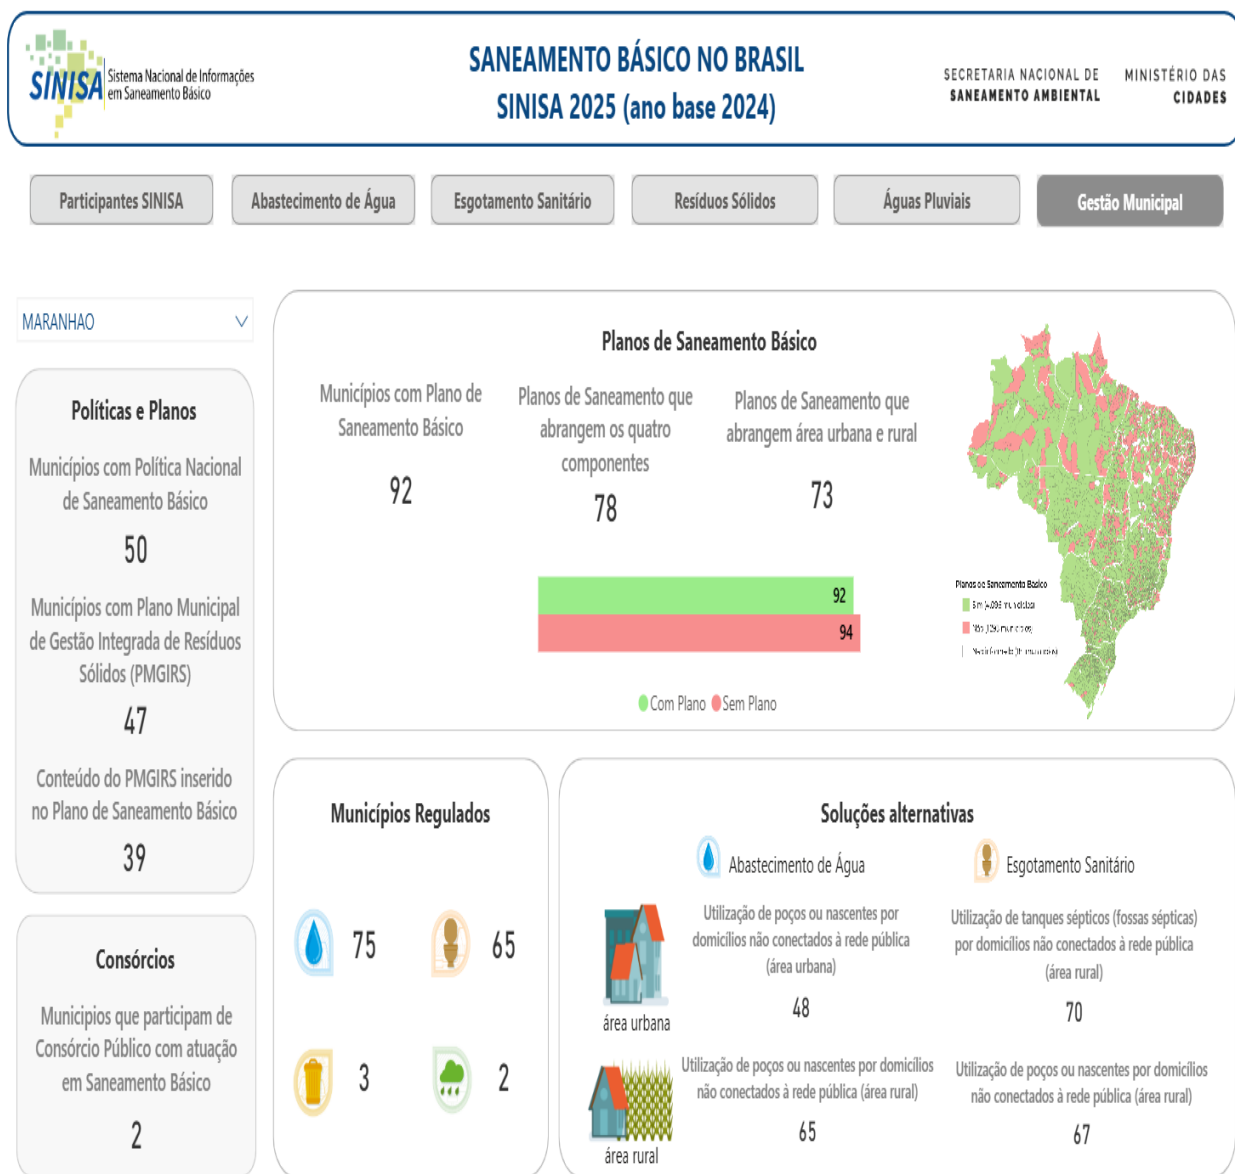 SINISA
Sistema Nacional de Informações
em Saneamento Básico
SANEAMENTO BÁSICO NO BRASIL
SINISA 2025 (ano base 2024)
SECRETARIA NACIONAL DE
SANEAMENTO AMBIENTAL
MINISTÉRIO DAS
CIDADES
Participantes SINISA
Abastecimento de Água
Esgotamento Sanitário
Resíduos Sólidos
Águas Pluviais
Gestão Municipal
MARANHAO
Políticas e Planos
Municípios com Política Nacional
de Saneamento Básico
50
Municípios com Plano Municipal
de Gestão Integrada de Resíduos
Sólidos (PMGIRS)
47
Conteúdo do PMGIRS inserido
no Plano de Saneamento Básico
39
Consórcios
Municipios que participam de
Consórcio Público com atuação
em Saneamento Básico
2
Planos de Saneamento Básico
Municípios com Plano de
Saneamento Básico
92
Planos de Saneamento que
abrangem os quatro
componentes
78
Planos de Saneamento que
abrangem área urbana e rural
73
92
94
Com Plano
Sem Plano
Planos de Saneamento Básico
Municípios Regulados
75
65
3
2
Soluções alternativas
Abastecimento de Água
Esgotamento Sanitário
área urbana
Utilização de poços ou nascentes por
domicílios não conectados à rede pública
(área urbana)
48
Utilização de tanques sépticos (fossas sépticas)
por domicílios não conectados à rede pública
(área rural)
70
área rural
Utilização de poços ou nascentes por domicílios
não conectados à rede pública (área rural)
65
Utilização de poços ou nascentes por domicílios
não conectados à rede pública (área rural)
67